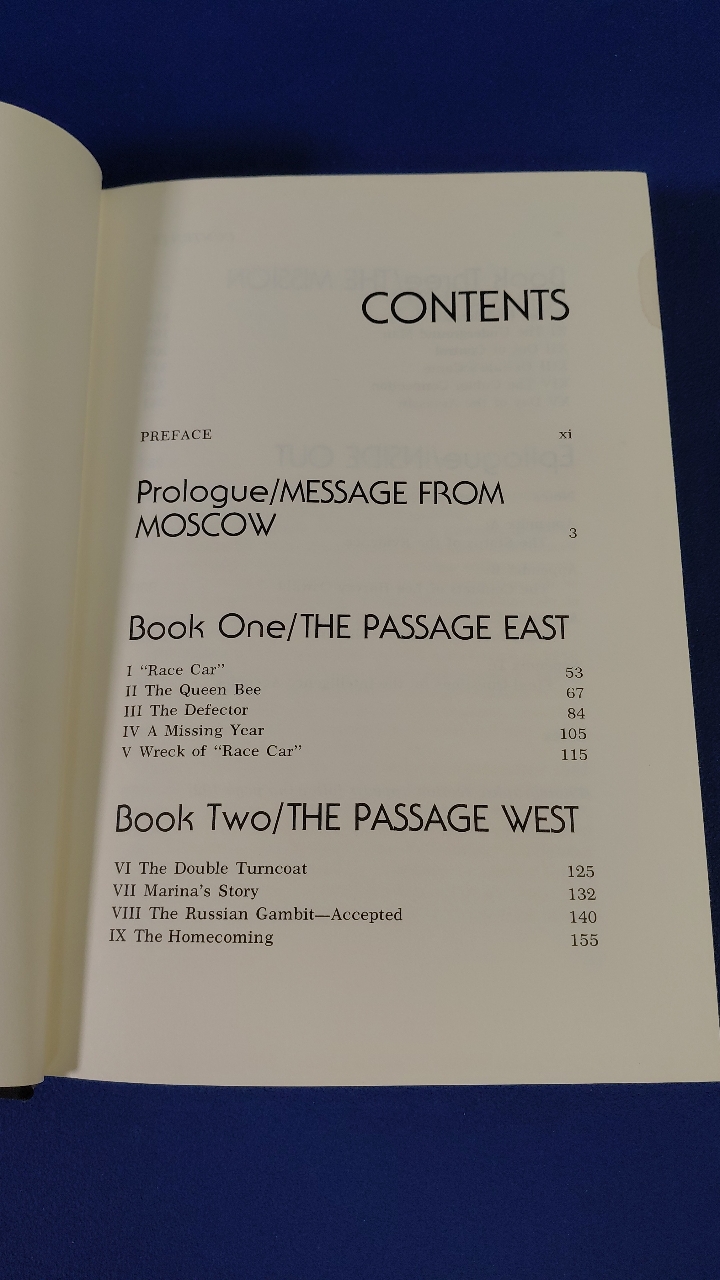 CONTENTS
PREFACE xi
Prologue/MESSAGE FROM
MOSCOW 3
Book One/THE PASSAGE EAST
I "Race Car" 53
II The Queen Bee 67
III The Defector 84
IV A Missing Year 105
V Wreck of "Race Car" 115
Book Two/THE PASSAGE WEST
VI The Double Turncoat 125
VII Marina's Story 132
VIII The Russian Gambit—Accepted 140
IX The Homecoming 155